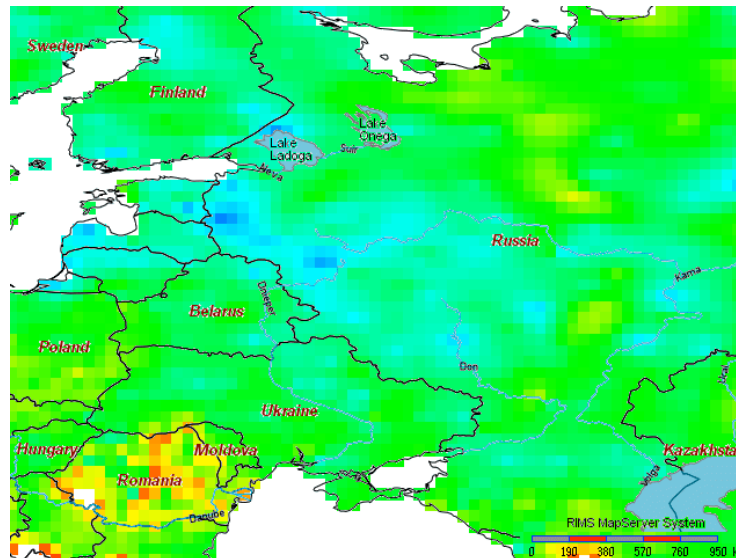 Sweden
Finland
Lake
Onega
Lake
Ladoga
Suir
Neva
Russia
Kama
Dnieper
Belarus
Poland
Don
Ural
Ukraine
Hungary
Moldova
Kazakhsta
Romania
Volga
Danube
RIMS MapServer System
0 190 380 570 760 950